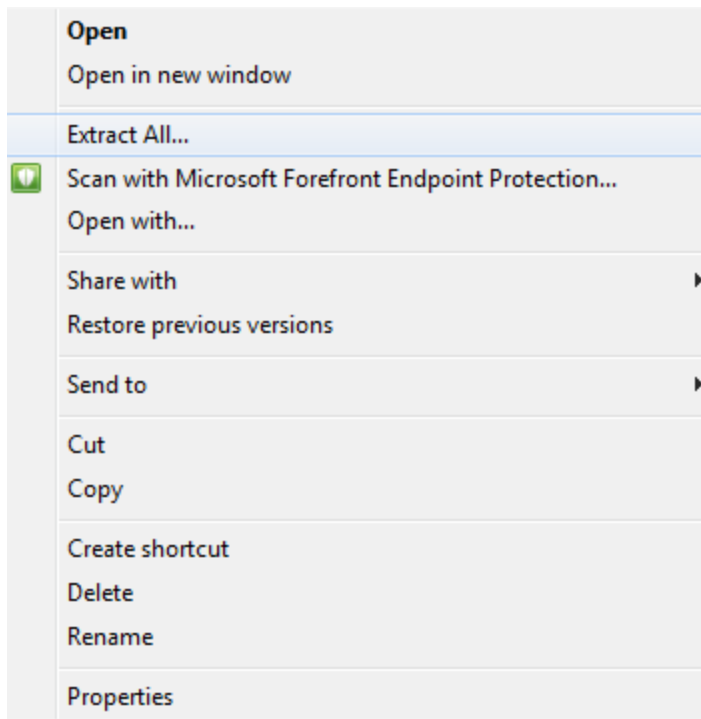 Open
Open in new window
Extract All...
Scan with Microsoft Forefront Endpoint Protection...
Open with...
Share with
Restore previous versions
Send to
Cut
Copy
Create shortcut
Delete
Rename
Properties